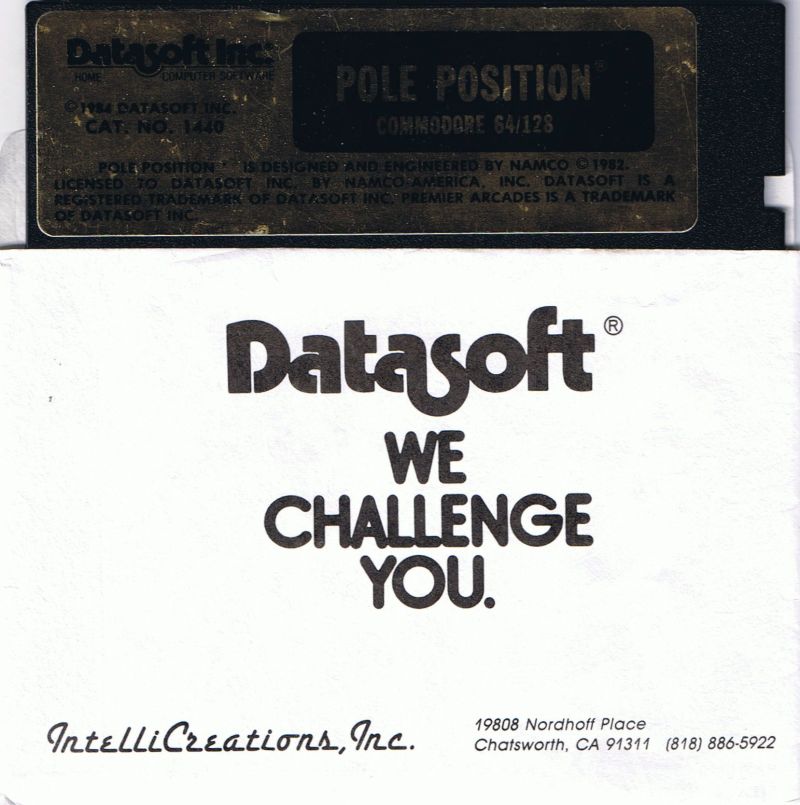 Datasoft Inc.
HOME COMPUTER SOFTWARE
© 1984 DATASOFT INC.
CAT. NO. 1440
POLE POSITION®
COMMODORE 64/128
POLE POSITION IS DESIGNED AND ENGINEERED BY NAMCO © 1982.
LICENSED TO DATASOFT INC. BY NAMCO-AMERICA, INC. DATASOFT IS A
REGISTERED TRADEMARK OF DATASOFT INC. PREMIER ARCADES IS A TRADEMARK
OF DATASOFT INC.
Datasoft®
WE
CHALLENGE
YOU.
IntelliCreations, Inc.
19808 Nordhoff Place
Chatsworth, CA 91311 (818) 886-5922